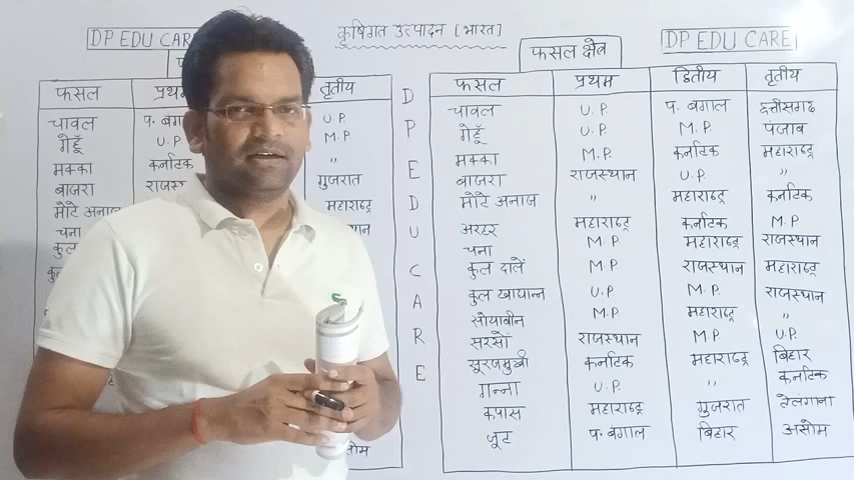 DP EDU CARE
कृषिगत उत्पादन [भारत]
फसल क्षेत्र
DP EDU CARE
फसल प्रथम तृतीय
चावल प. बंगाल U.P.
गेहूँ U.P. M.P.
मक्का कर्नाटक "
बाजरा गुजरात
मोटे अनाज महाराष्ट्र
चना
कुल
D P E D U C A R E
फसल प्रथम द्वितीय तृतीय
चावल U.P. प. बंगाल छत्तीसगढ़
गेहूँ U.P. M.P. पंजाब
मक्का M.P. कर्नाटक महाराष्ट्र
बाजरा राजस्थान U.P. "
मोटे अनाज " महाराष्ट्र कर्नाटक
अरहर महाराष्ट्र कर्नाटक M.P
चना M.P. महाराष्ट्र राजस्थान
कुल दालें M.P राजस्थान महाराष्ट्र
कुल खाद्यान्न U.P. M.P. राजस्थान
सोयाबीन M.P. महाराष्ट्र "
सरसों राजस्थान M.P U.P.
सूरजमुखी कर्नाटक महाराष्ट्र बिहार
गन्ना U.P. " कर्नाटक
कपास महाराष्ट्र गुजरात तेलंगाना
जूट प. बंगाल बिहार असोम